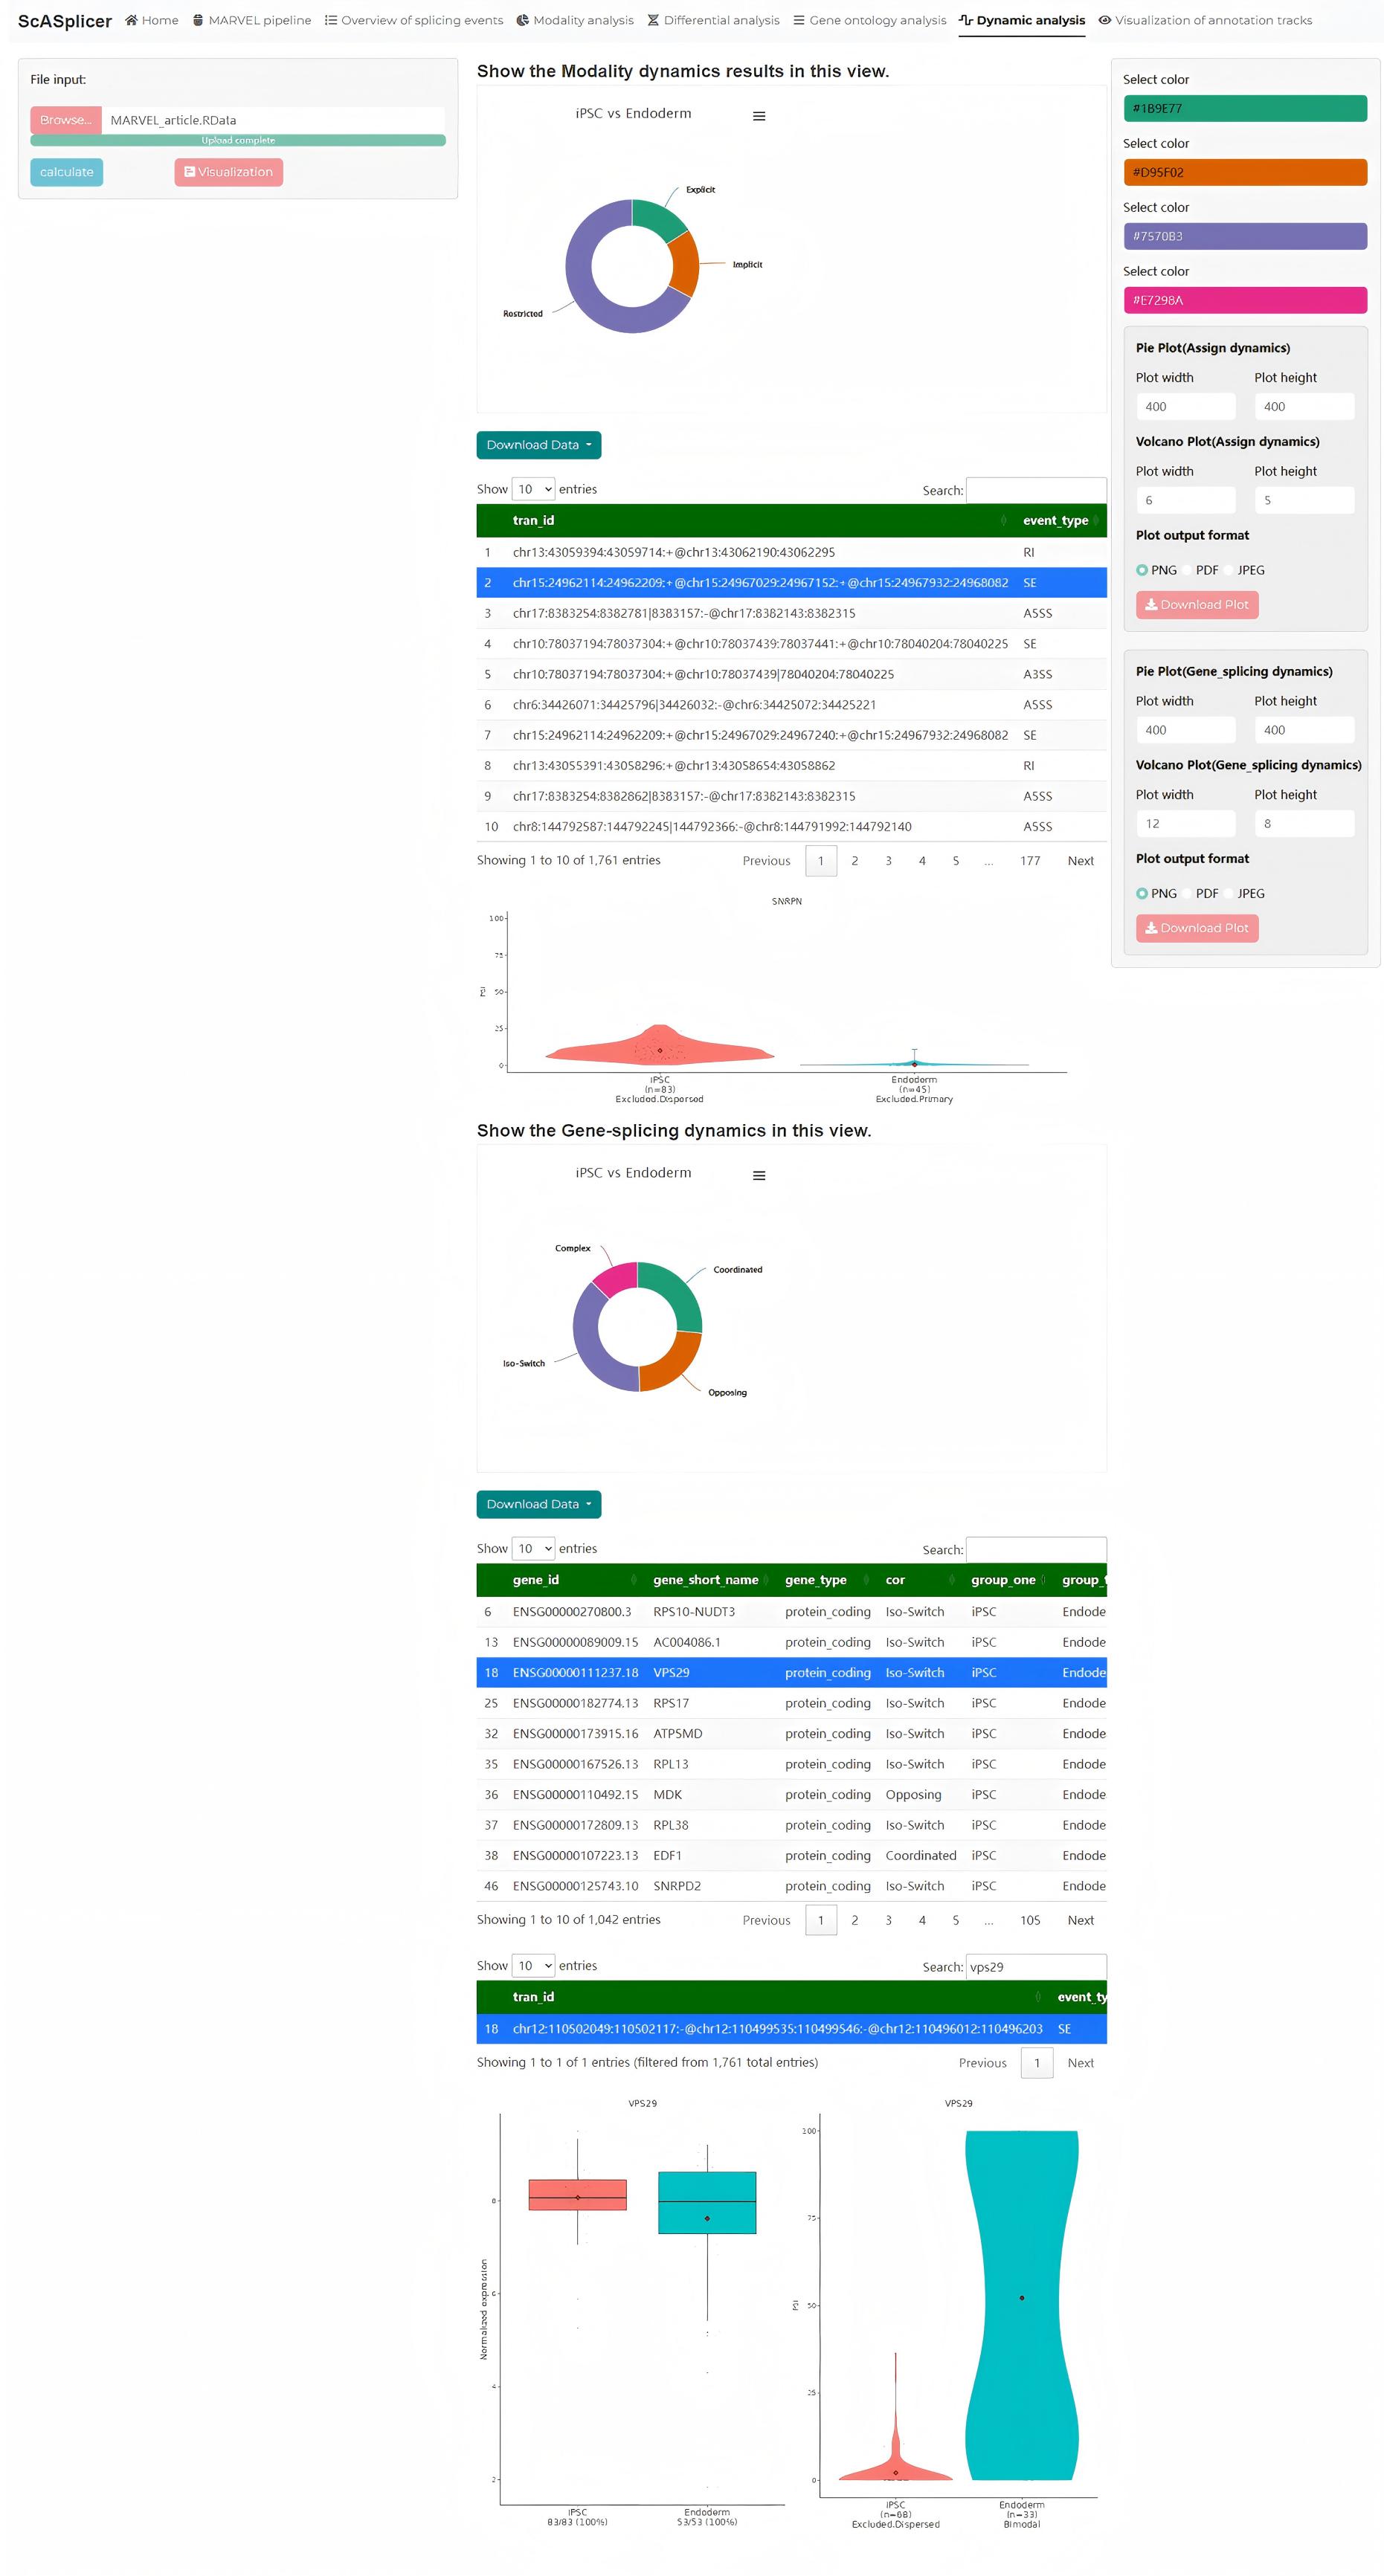 ScASplicer Home MARVEL pipeline Overview of splicing events Modality analysis Differential analysis Gene ontology analysis Dynamic analysis Visualization of annotation tracks
File input:
Browse... MARVEL_article.RData
Upload complete
calculate Visualization
Show the Modality dynamics results in this view.
iPSC vs Endoderm
Explicit
Implicit
Restricted
Download Data
Show 10 entries Search:
tran_id event_type
1 chr13:43059394:43059714:+@chr13:43062190:43062295 RI
2 chr15:24962114:24962209:+@chr15:24967029:24967152:+@chr15:24967932:24968082 SE
3 chr17:8383254:8382781|8383157:-@chr17:8382143:8382315 A5SS
4 chr10:78037194:78037304:+@chr10:78037439:78037441:+@chr10:78040204:78040225 SE
5 chr10:78037194:78037304:+@chr10:78037439|78040204:78040225 A3SS
6 chr6:34426071:34425796|34426032:-@chr6:34425072:34425221 A5SS
7 chr15:24962114:24962209:+@chr15:24967029:24967240:+@chr15:24967932:24968082 SE
8 chr13:43055391:43058296:+@chr13:43058654:43058862 RI
9 chr17:8383254:8382862|8383157:-@chr17:8382143:8382315 A5SS
10 chr8:144792587:144792245|144792366:-@chr8:144791992:144792140 A5SS
Showing 1 to 10 of 1,761 entries Previous 1 2 3 4 5 ... 177 Next
SNRPN
100
75
50
25
0
PSI
iPSC
(n=83)
Excluded.Dispersed
Endoderm
(n=45)
Excluded.Primary
Show the Gene-splicing dynamics in this view.
iPSC vs Endoderm
Complex
Coordinated
Iso-Switch
Opposing
Download Data
Show 10 entries Search:
gene_id gene_short_name gene_type cor group_one group_t
6 ENSG00000270800.3 RPS10-NUDT3 protein_coding Iso-Switch iPSC Endode
13 ENSG00000089009.15 AC004086.1 protein_coding Iso-Switch iPSC Endode
18 ENSG00000111237.18 VPS29 protein_coding Iso-Switch iPSC Endode
25 ENSG00000182774.13 RPS17 protein_coding Iso-Switch iPSC Endode
32 ENSG00000173915.16 ATP5MD protein_coding Iso-Switch iPSC Endode
35 ENSG00000167526.13 RPL13 protein_coding Iso-Switch iPSC Endode
36 ENSG00000110492.15 MDK protein_coding Opposing iPSC Endode
37 ENSG00000172809.13 RPL38 protein_coding Iso-Switch iPSC Endode
38 ENSG00000107223.13 EDF1 protein_coding Coordinated iPSC Endode
46 ENSG00000125743.10 SNRPD2 protein_coding Iso-Switch iPSC Endode
Showing 1 to 10 of 1,042 entries Previous 1 2 3 4 5 ... 105 Next
Show 10 entries Search: vps29
tran_id event_ty
18 chr12:110502049:110502117:-@chr12:110499535:110499546:-@chr12:110496012:110496203 SE
Showing 1 to 1 of 1 entries (filtered from 1,761 total entries) Previous 1 Next
VPS29
8
6
4
2
Normalized expression
iPSC
83/83 (100%)
Endoderm
53/53 (100%)
VPS29
100
75
50
25
0
PSI
iPSC
(n=68)
Excluded.Dispersed
Endoderm
(n=33)
Bimodal
Select color
#1B9E77
Select color
#D95F02
Select color
#7570B3
Select color
#E7298A
Pie Plot(Assign dynamics)
Plot width Plot height
400 400
Volcano Plot(Assign dynamics)
Plot width Plot height
6 5
Plot output format
PNG PDF JPEG
Download Plot
Pie Plot(Gene_splicing dynamics)
Plot width Plot height
400 400
Volcano Plot(Gene_splicing dynamics)
Plot width Plot height
12 8
Plot output format
PNG PDF JPEG
Download Plot